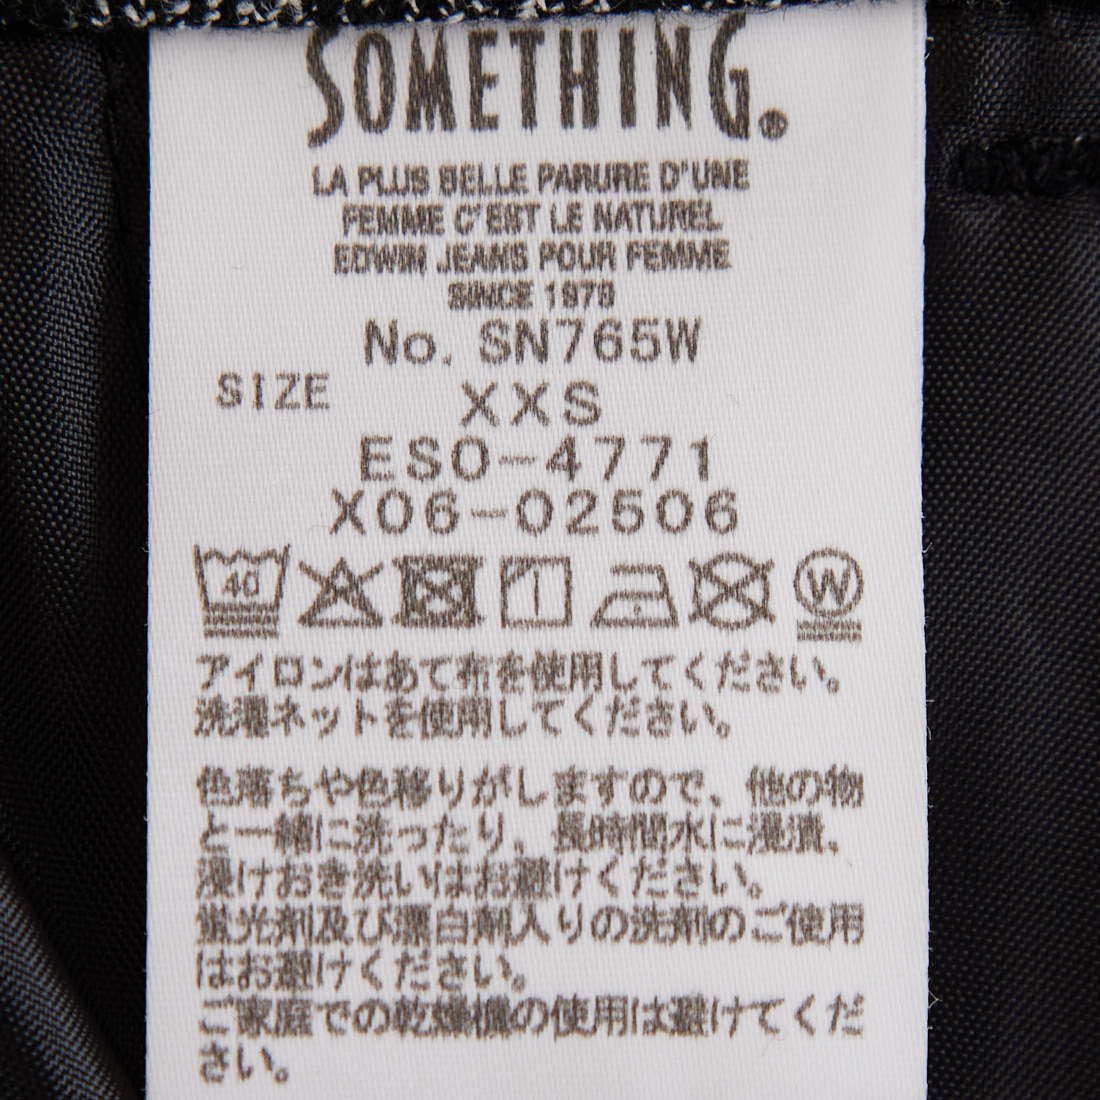 SOMETHING®
LA PLUS BELLE PARURE D'UNE
FEMME C'EST LE NATUREL
EDWIN JEANS POUR FEMME
SINCE 1979
No. SN765W
SIZE XXS
ESO-4771
X06-02506
40 W
アイロンはあて布を使用してください。
洗濯ネットを使用してください。
色落ちや色移りがしますので、他の物
と一緒に洗ったり、長時間水に浸漬、
浸けおき洗いはお避けください。
蛍光剤及び漂白剤入りの洗剤のご使用
はお避けください。
ご家庭での乾燥機の使用は避けてくだ
さい。